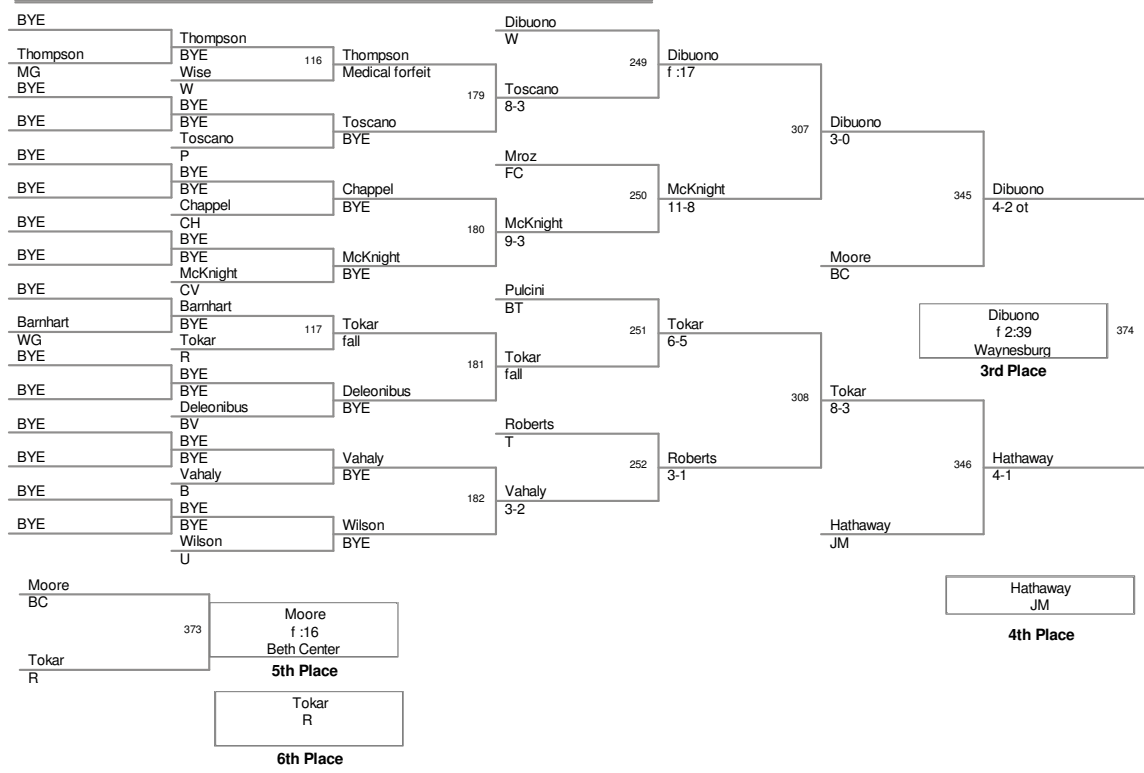 BYE
Thompson
MG
BYE
BYE
BYE
BYE
BYE
BYE
BYE
Barnhart
WG
BYE
BYE
BYE
BYE
BYE
BYE
Thompson
BYE
Wise
W
BYE
BYE
Toscano
P
BYE
BYE
Chappel
CH
BYE
BYE
McKnight
CV
Barnhart
BYE
Tokar
R
BYE
BYE
Deleonibus
BV
BYE
BYE
Vahaly
B
BYE
BYE
Wilson
U
116
117
Thompson
Medical forfeit
Toscano
BYE
Chappel
BYE
McKnight
BYE
Tokar
fall
Deleonibus
BYE
Vahaly
BYE
Wilson
BYE
179
180
181
182
Dibuono
W
Toscano
8-3
Mroz
FC
McKnight
9-3
Pulcini
BT
Tokar
fall
Roberts
T
Vahaly
3-2
249
250
251
252
Dibuono
f :17
McKnight
11-8
Tokar
6-5
Roberts
3-1
307
308
Dibuono
3-0
Moore
BC
Tokar
8-3
Hathaway
JM
345
346
Dibuono
4-2 ot
Hathaway
4-1
Dibuono
f 2:39
Waynesburg
374
3rd Place
Hathaway
JM
4th Place
Moore
BC
Tokar
R
373
Moore
f :16
Beth Center
5th Place
Tokar
R
6th Place